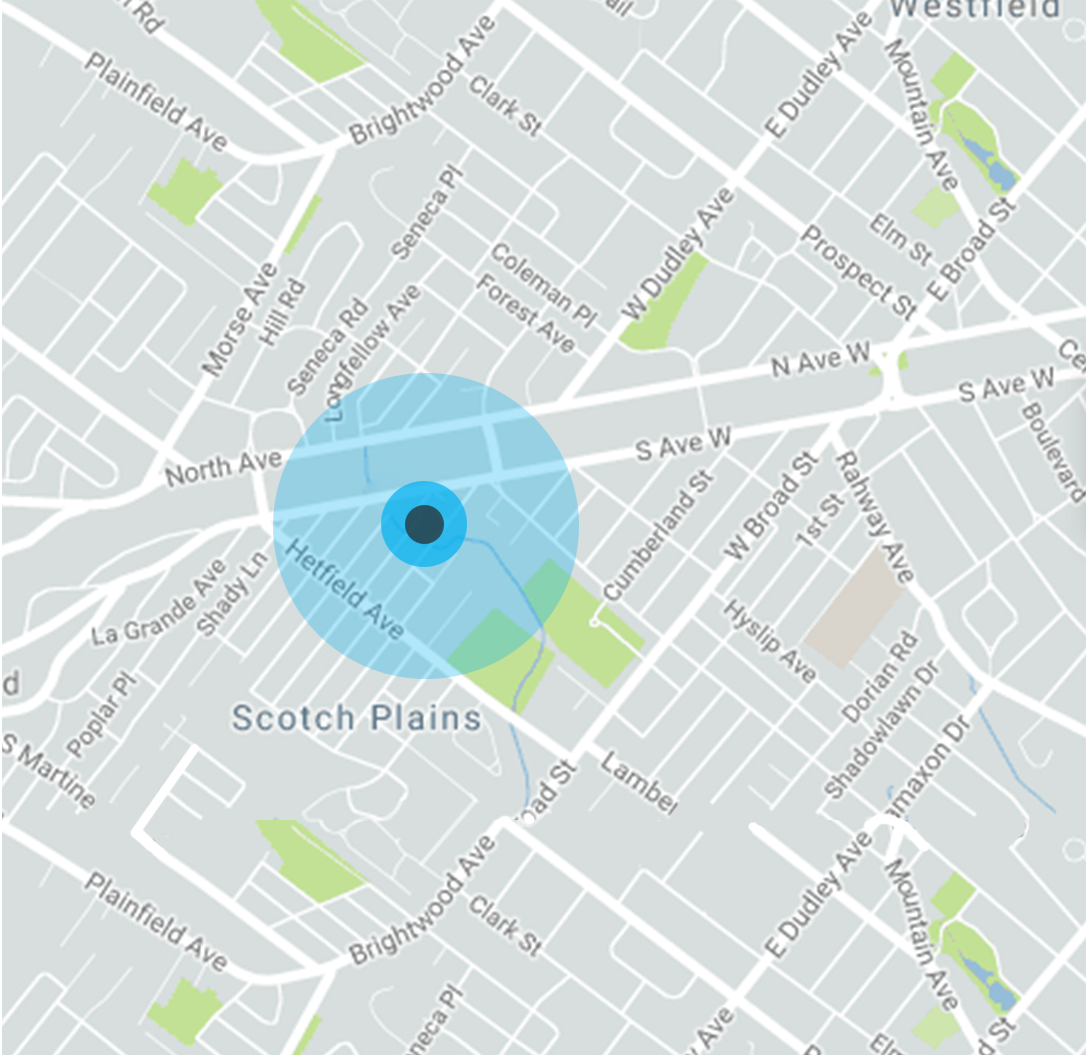 Rd
ail
Westfield
Plainfield Ave
Brightwood Ave
Clark St
E Dudley Ave
Mountain Ave
Seneca Pl
W Dudley Ave
Elm St
E Broad St
Prospect St
Coleman Pl
Forest Ave
Morse Ave
Hill Rd
Seneca Rd
Longfellow Ave
N Ave W
Ce
S Ave W
Boulevard
North Ave
S Ave W
Cumberland St
W Broad St
Rahway Ave
1st St
Hetfield Ave
La Grande Ave
Shady Ln
Hyslip Ave
Dorian Rd
Shadowlawn Dr
d
Poplar Pl
Scotch Plains
S Martine
Lamber
oad St
amaxon Dr
Plainfield Ave
Brightwood Ave
Clark St
E Dudley Ave
Mountain Ave
neca Pl
Ave
Elm
d St